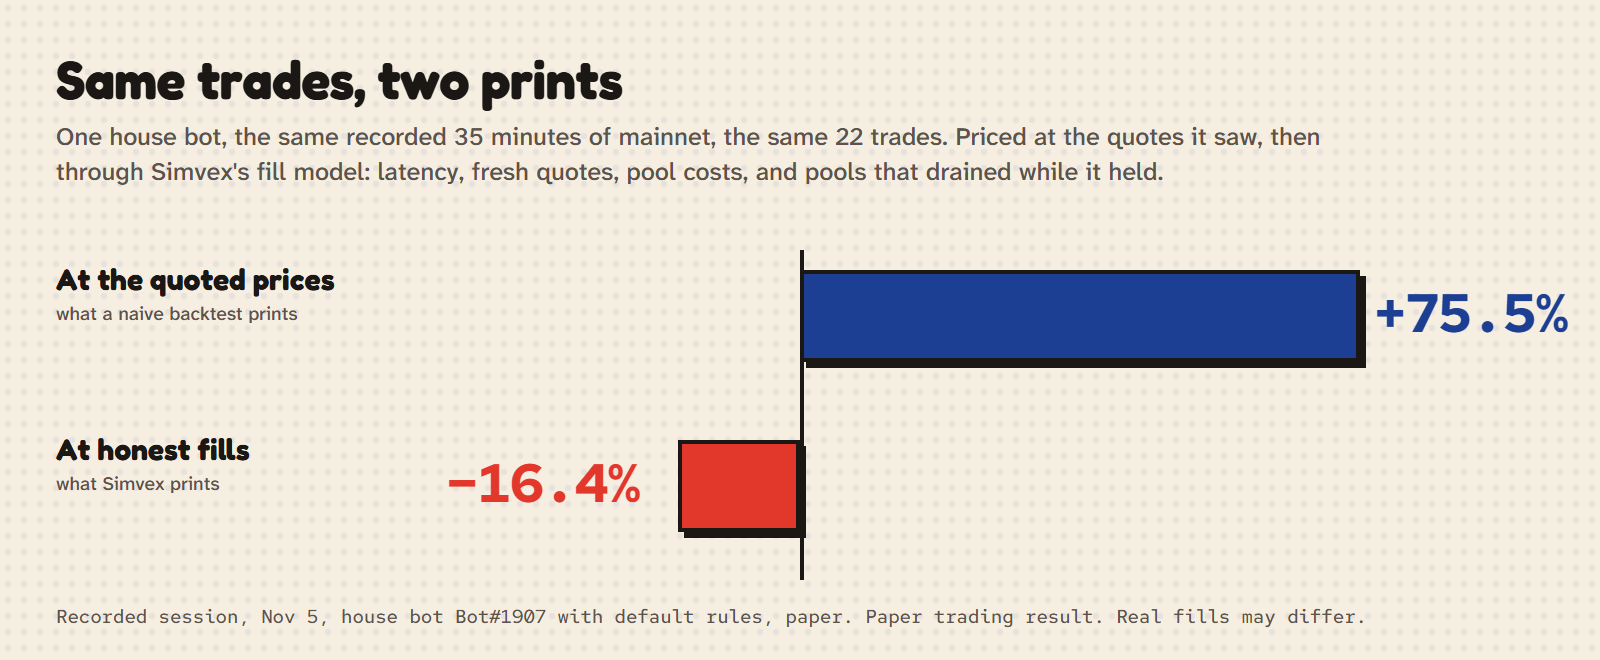 Same trades, two prints
One house bot, the same recorded 35 minutes of mainnet, the same 22 trades. Priced at the quotes it saw, then
through Simvex's fill model: latency, fresh quotes, pool costs, and pools that drained while it held.
At the quoted prices
what a naive backtest prints
+75.5%
At honest fills
what Simvex prints
−16.4%
Recorded session, Nov 5, house bot Bot#1907 with default rules, paper. Paper trading result. Real fills may differ.